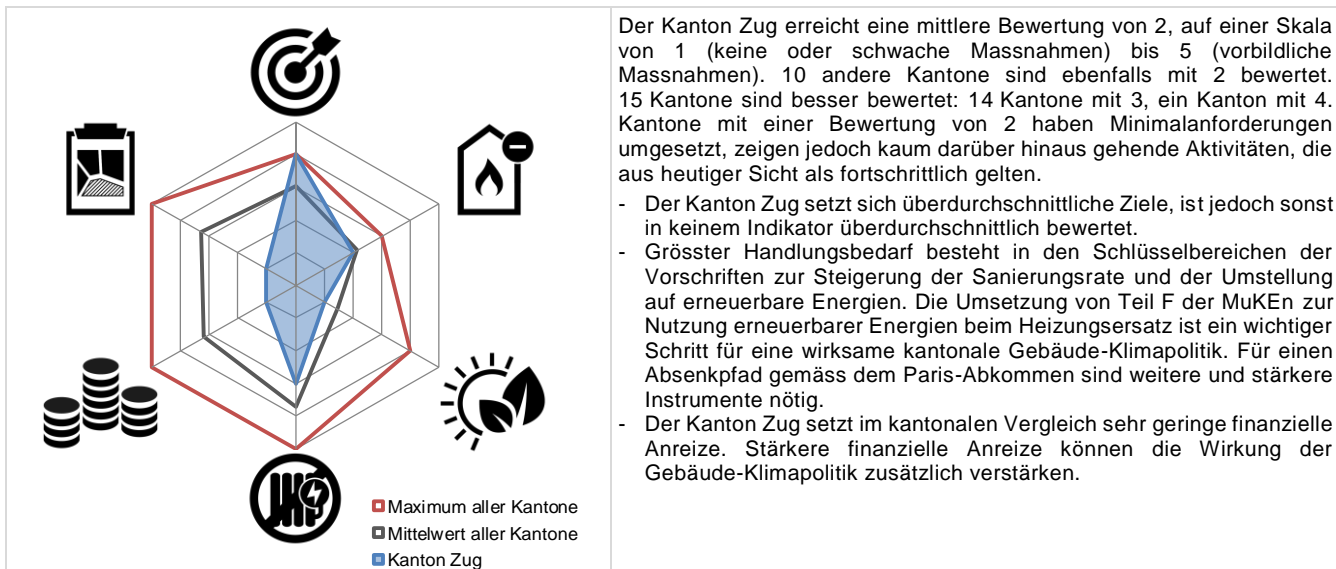 Maximum aller Kantone
Mittelwert aller Kantone
Kanton Zug
Der Kanton Zug erreicht eine mittlere Bewertung von 2, auf einer Skala
von 1 (keine oder schwache Massnahmen) bis 5 (vorbildliche
Massnahmen). 10 andere Kantone sind ebenfalls mit 2 bewertet.
15 Kantone sind besser bewertet: 14 Kantone mit 3, ein Kanton mit 4.
Kantone mit einer Bewertung von 2 haben Minimalanforderungen
umgesetzt, zeigen jedoch kaum darüber hinaus gehende Aktivitäten, die
aus heutiger Sicht als fortschrittlich gelten.
- Der Kanton Zug setzt sich überdurchschnittliche Ziele, ist jedoch sonst
in keinem Indikator überdurchschnittlich bewertet.
- Grösster Handlungsbedarf besteht in den Schlüsselbereichen der
Vorschriften zur Steigerung der Sanierungsrate und der Umstellung
auf erneuerbare Energien. Die Umsetzung von Teil F der MuKEn zur
Nutzung erneuerbarer Energien beim Heizungsersatz ist ein wichtiger
Schritt für eine wirksame kantonale Gebäude-Klimapolitik. Für einen
Absenkpfad gemäss dem Paris-Abkommen sind weitere und stärkere
Instrumente nötig.
- Der Kanton Zug setzt im kantonalen Vergleich sehr geringe finanzielle
Anreize. Stärkere finanzielle Anreize können die Wirkung der
Gebäude-Klimapolitik zusätzlich verstärken.